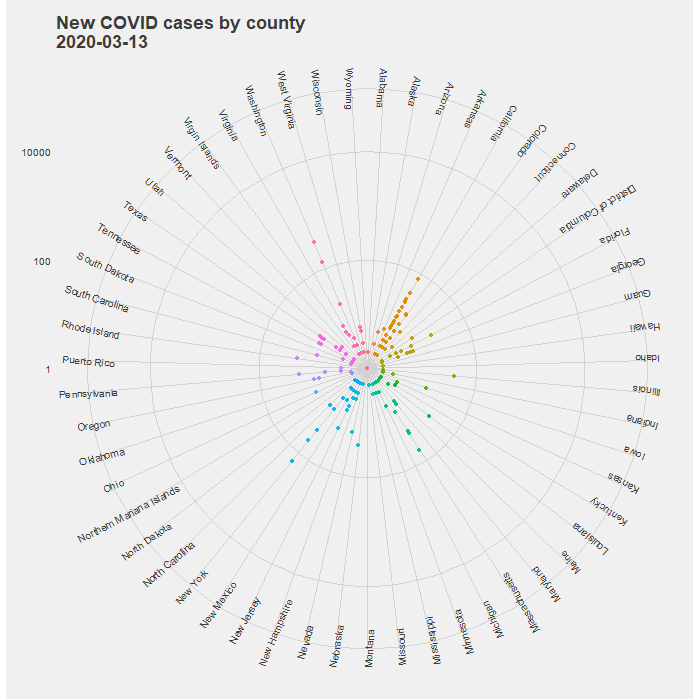 New COVID cases by county
2020-03-13
10000
100
1
Alabama
Alaska
Arizona
Arkansas
California
Colorado
Connecticut
Delaware
District of Columbia
Florida
Georgia
Guam
Hawaii
Idaho
Illinois
Indiana
Iowa
Kansas
Kentucky
Louisiana
Maine
Maryland
Massachusetts
Michigan
Minnesota
Mississippi
Missouri
Montana
Nebraska
Nevada
New Hampshire
New Jersey
New Mexico
New York
North Carolina
North Dakota
Northern Mariana Islands
Ohio
Oklahoma
Oregon
Pennsylvania
Puerto Rico
Rhode Island
South Carolina
South Dakota
Tennessee
Texas
Utah
Vermont
Virgin Islands
Virginia
Washington
West Virginia
Wisconsin
Wyoming